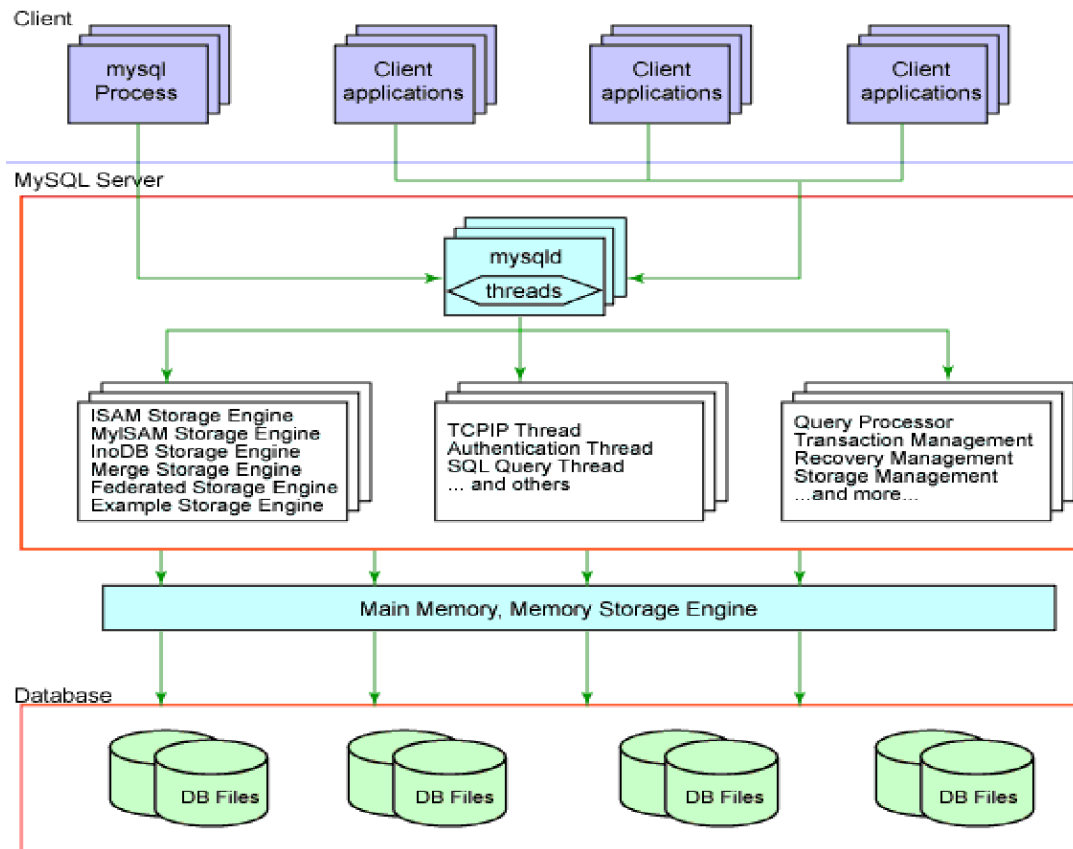 Client
mysql
Process
Client
applications
Client
applications
Client
applications
MySQL Server
mysqld
threads
ISAM Storage Engine
MyISAM Storage Engine
InoDB Storage Engine
Merge Storage Engine
Federated Storage Engine
Example Storage Engine
TCPIP Thread
Authentication Thread
SQL Query Thread
... and others
Query Processor
Transaction Management
Recovery Management
Storage Management
...and more...
Main Memory, Memory Storage Engine
Database
DB Files
DB Files
DB Files
DB Files